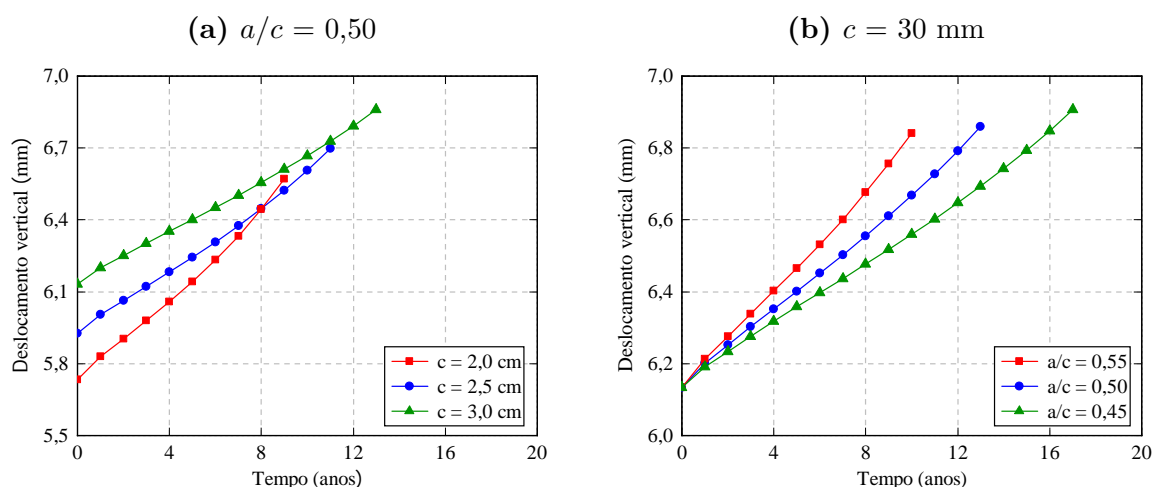 (a) a/c = 0,50
7,0
6,7
6,4
6,1
5,8
5,5
0
4
8
12
16
20
Deslocamento vertical (mm)
Tempo (anos)
c = 2,0 cm
c = 2,5 cm
c = 3,0 cm
(b) c = 30 mm
7,0
6,8
6,6
6,4
6,2
6,0
0
4
8
12
16
20
Deslocamento vertical (mm)
Tempo (anos)
a/c = 0,55
a/c = 0,50
a/c = 0,45